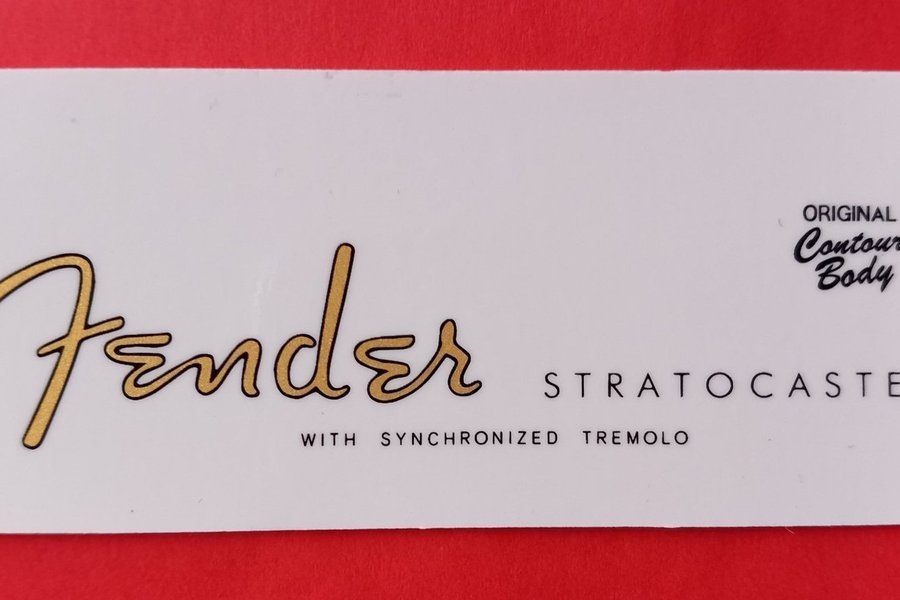 ORIGINAL
Contour
Body
Fender STRATOCASTE
WITH SYNCHRONIZED TREMOLO